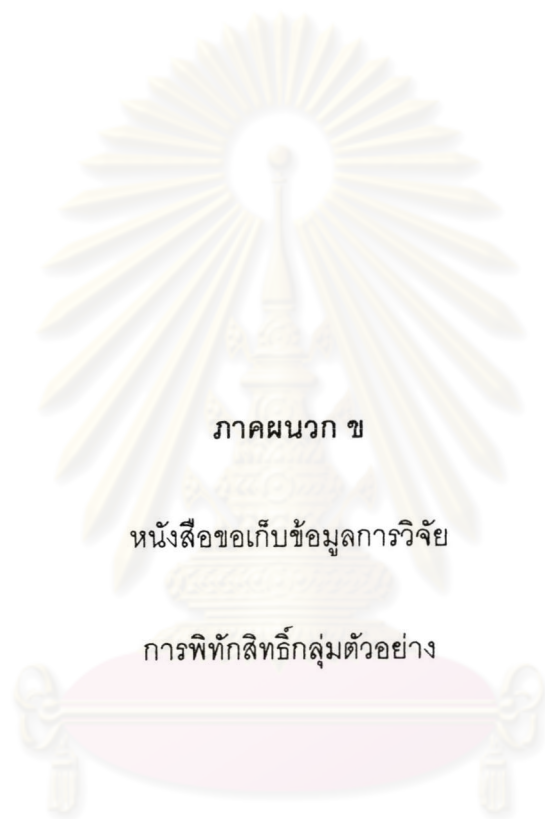 ภาคผนวก ข
หนังสือขอเก็บข้อมูลการวิจัย
การพิทักสิทธิ์กลุ่มตัวอย่าง